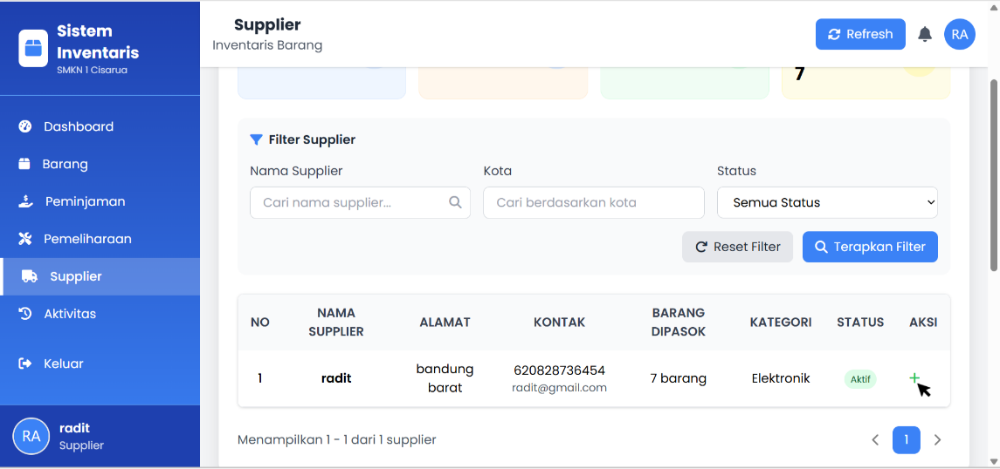 Sistem
Inventaris
SMKN 1 Cisarua
Dashboard
Barang
Peminjaman
Pemeliharaan
Supplier
Aktivitas
Keluar
RA
radit
Supplier
Supplier
Inventaris Barang
Refresh
RA
7
Filter Supplier
Nama Supplier
Kota
Status
Cari nama supplier...
Cari berdasarkan kota
Semua Status
Reset Filter
Terapkan Filter
NO
NAMA
SUPPLIER
ALAMAT
KONTAK
BARANG
DIPASOK
KATEGORI
STATUS
AKSI
1
radit
bandung
barat
620828736454
radit@gmail.com
7 barang
Elektronik
Aktif
+
Menampilkan 1 - 1 dari 1 supplier
1